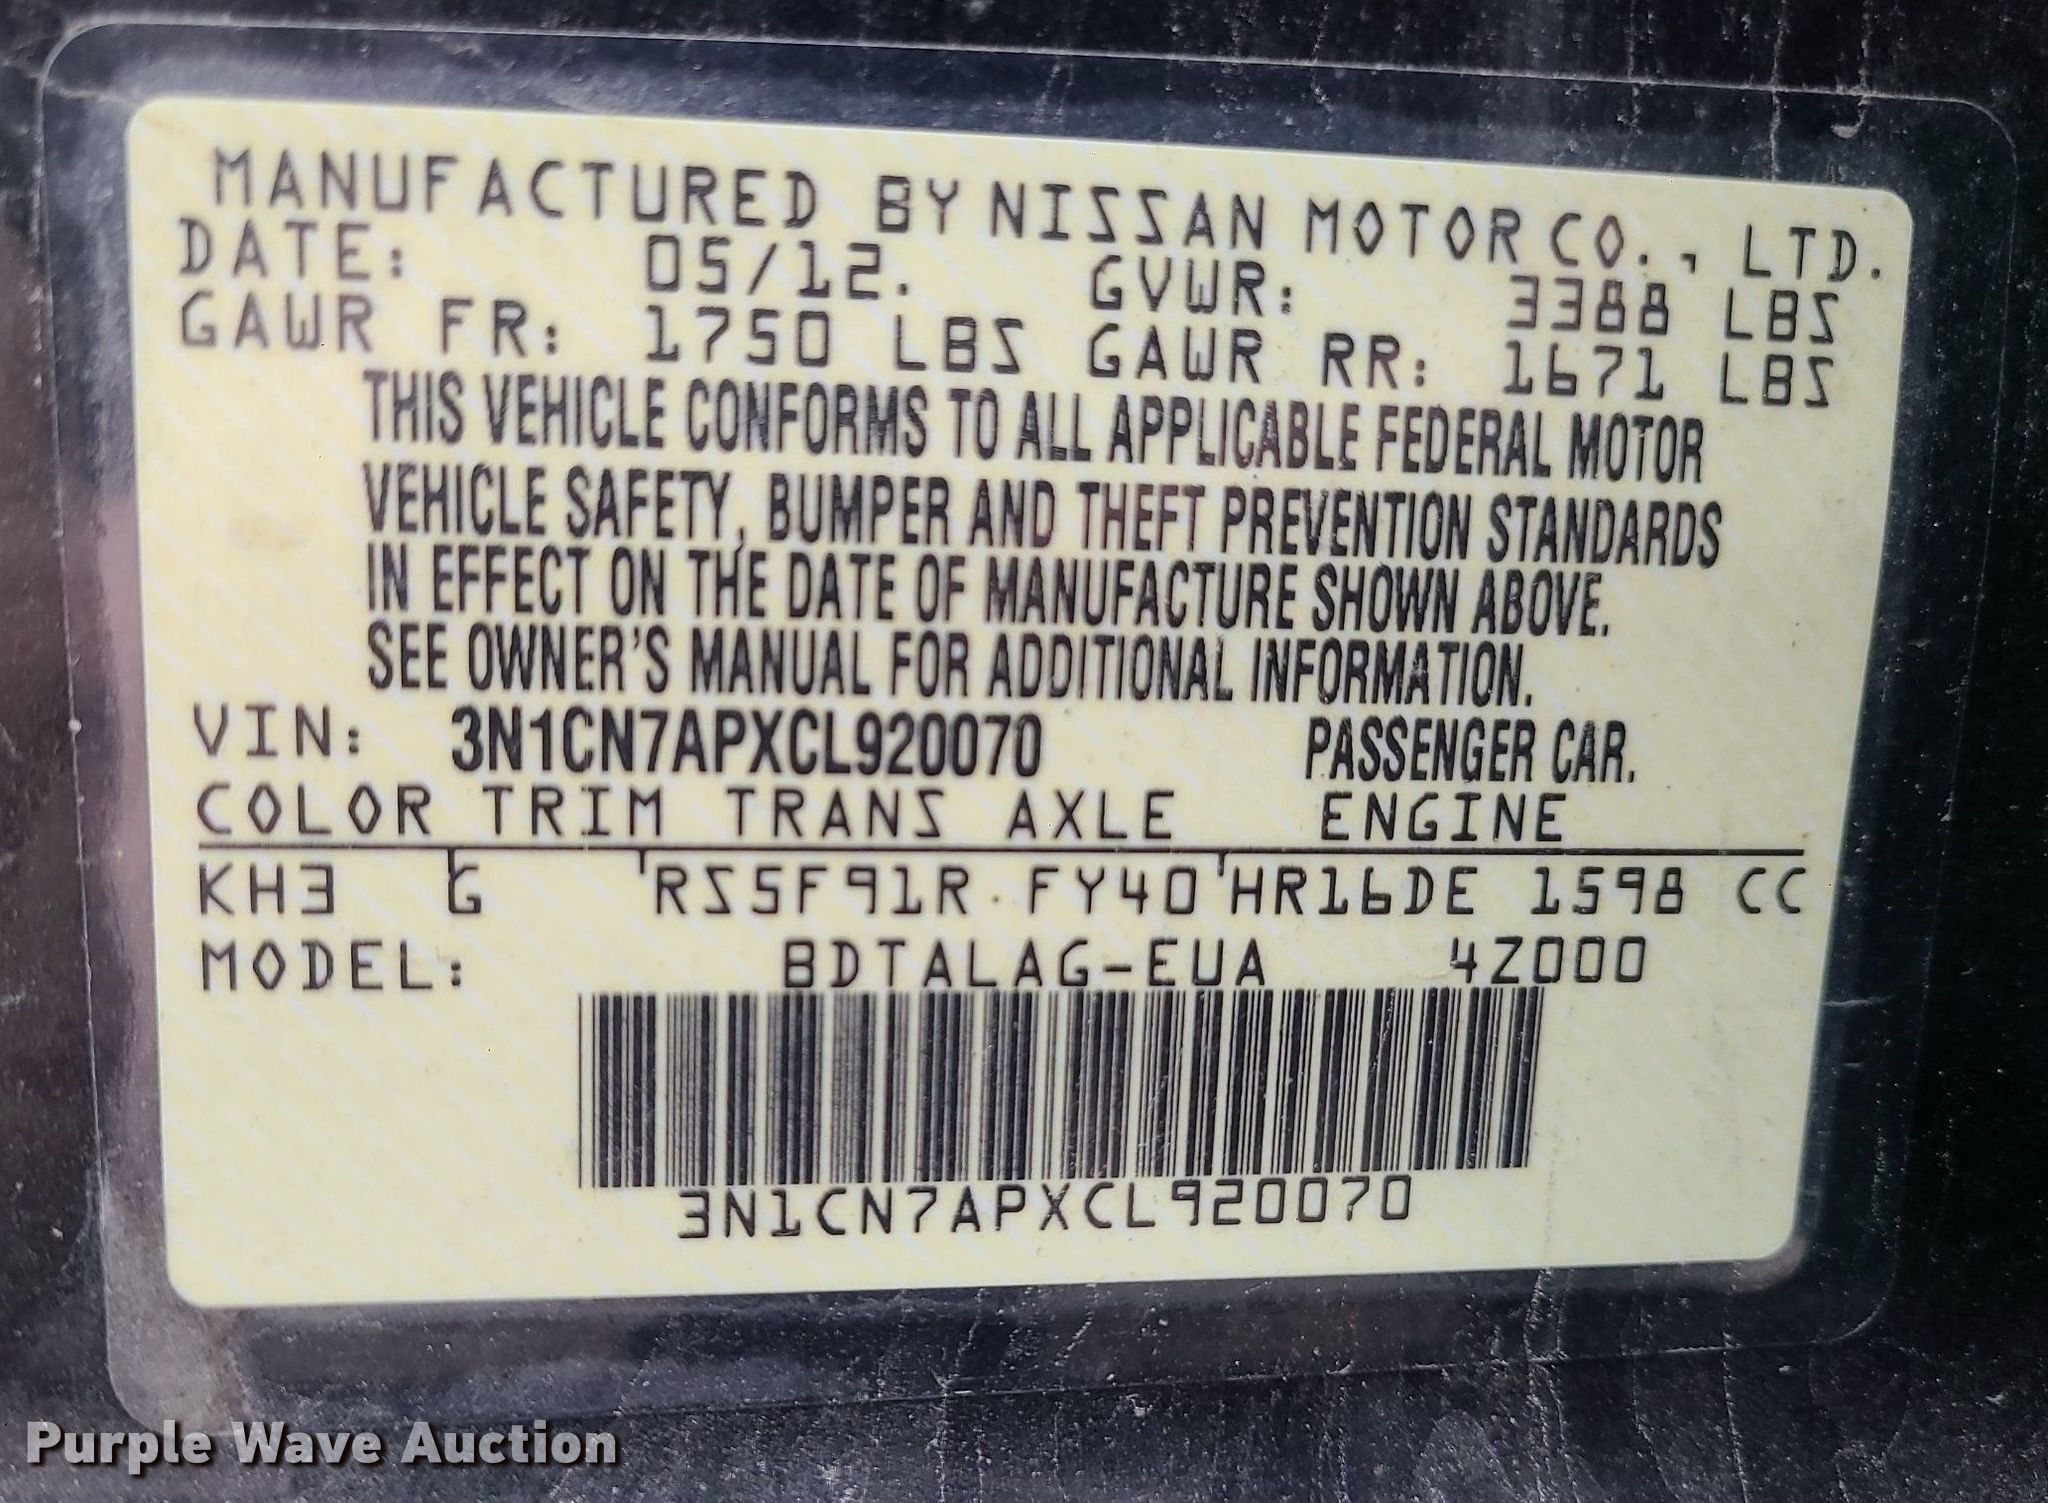 MANUFACTURED BY NISSAN MOTOR CO., LTD.
DATE: 05/12. GVWR: 3388 LBS
GAWR FR: 1750 LBS GAWR RR: 1671 LBS
THIS VEHICLE CONFORMS TO ALL APPLICABLE FEDERAL MOTOR
VEHICLE SAFETY, BUMPER AND THEFT PREVENTION STANDARDS
IN EFFECT ON THE DATE OF MANUFACTURE SHOWN ABOVE.
SEE OWNER'S MANUAL FOR ADDITIONAL INFORMATION.
VIN: 3N1CN7APXCL920070 PASSENGER CAR.
COLOR TRIM TRANS AXLE ENGINE
KH3 G RS5F91R FY40 HR16DE 1598 CC
MODEL: BDTALAG-EUA 4Z000
3N1CN7APXCL920070
Purple Wave Auction